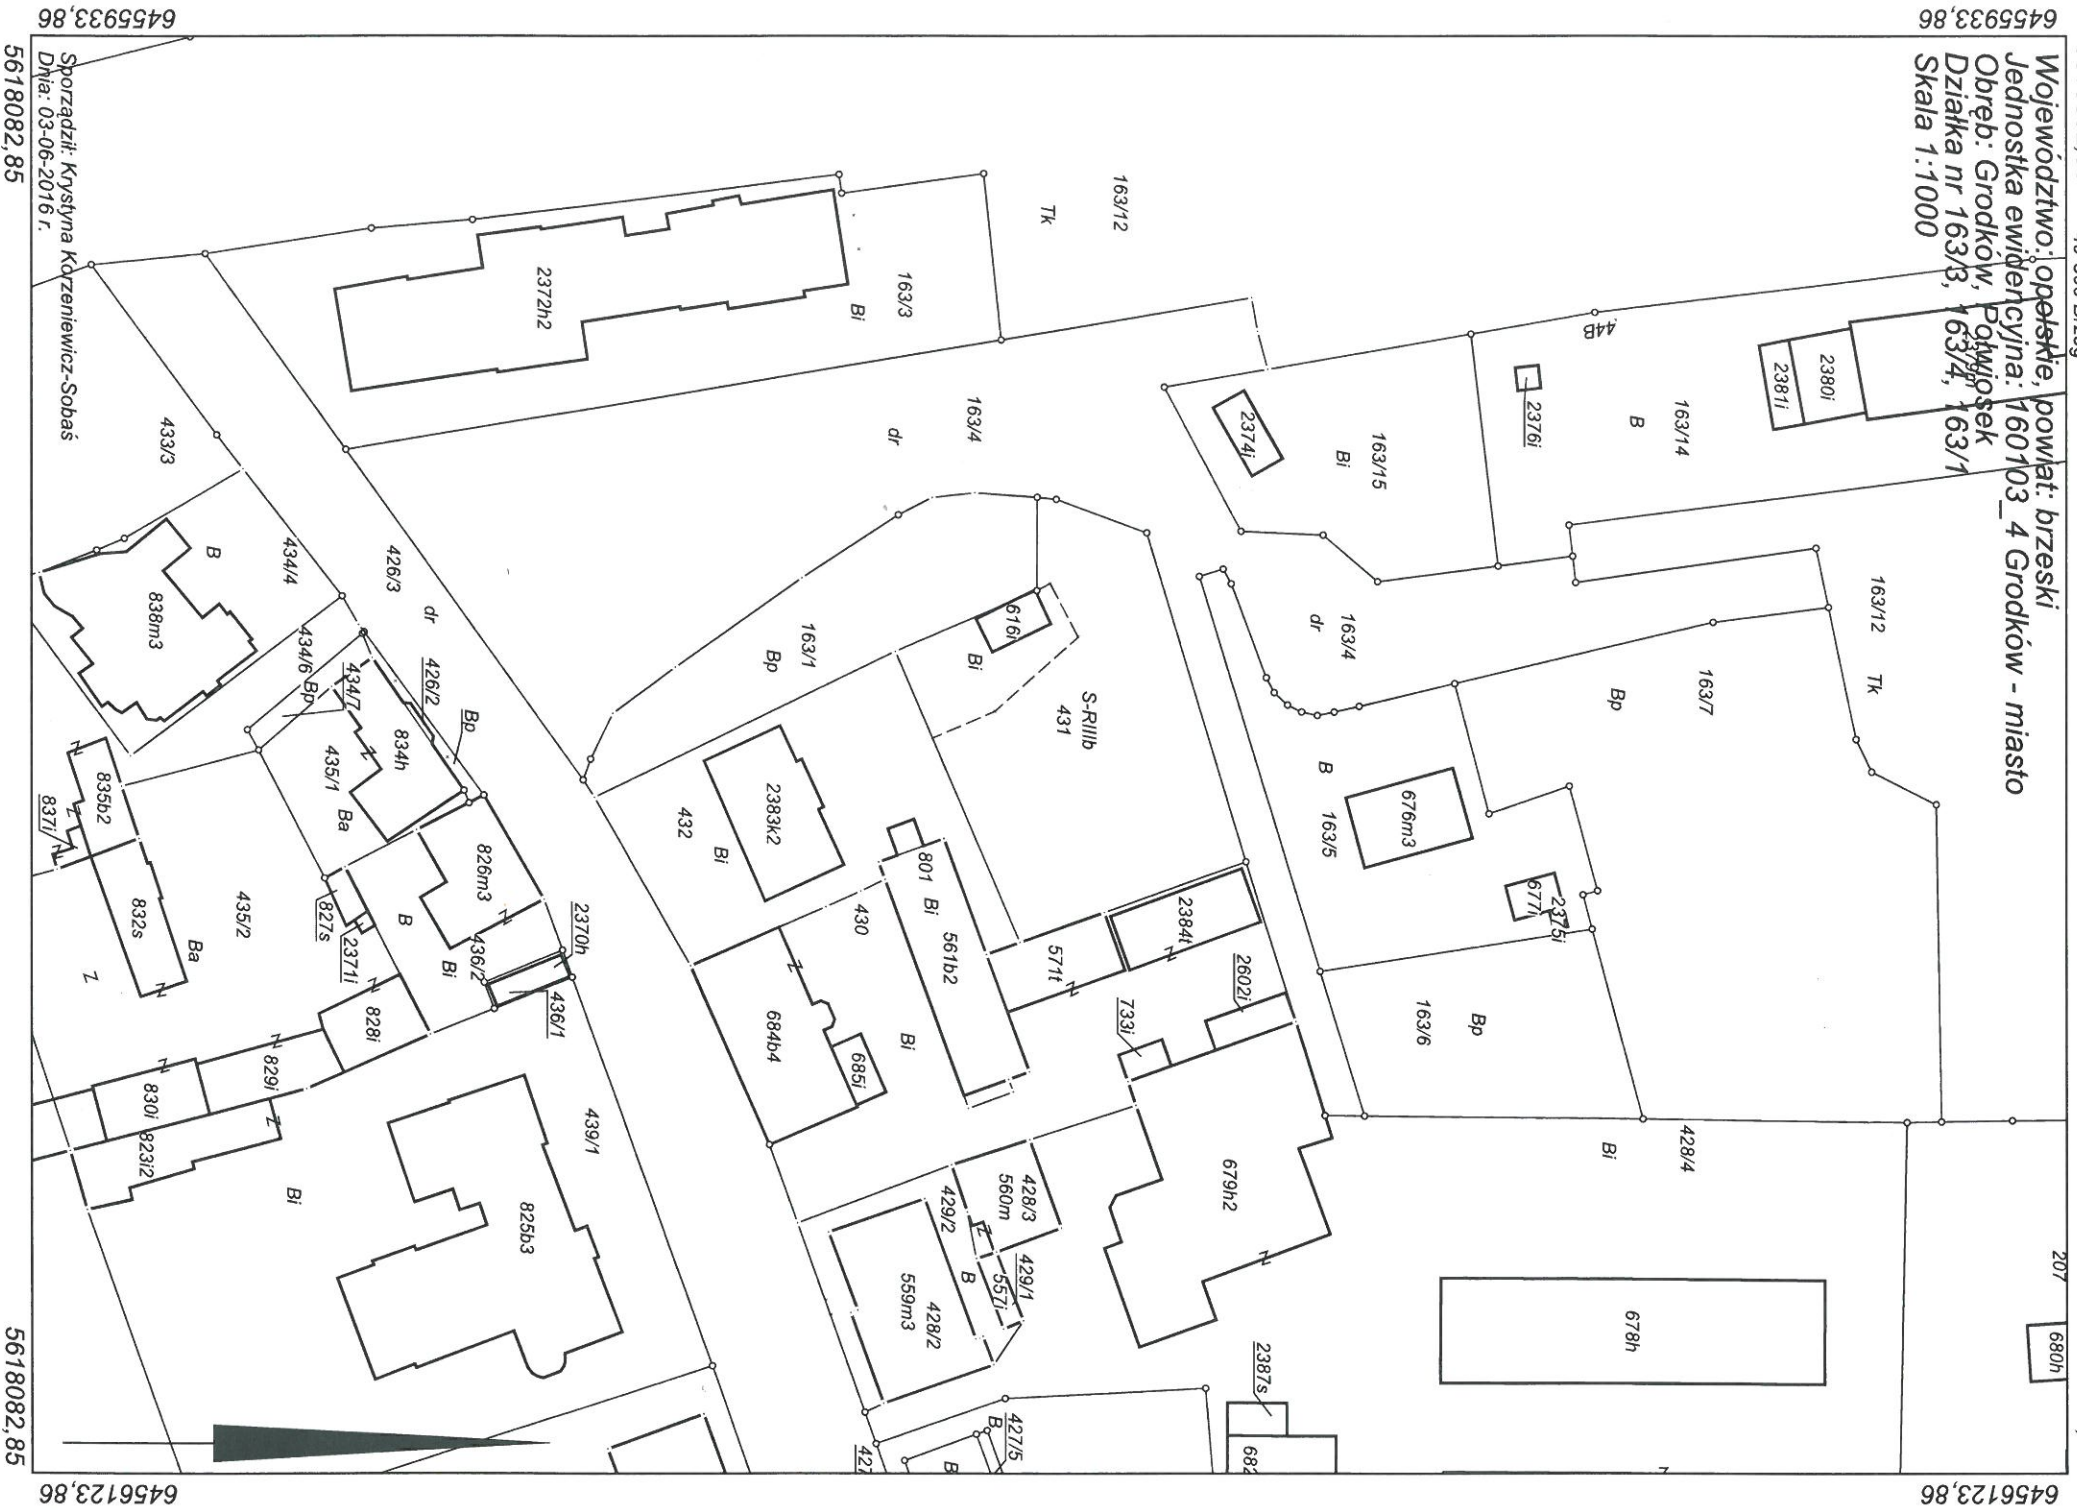 Województwo: opolskie, powiat: brzeski
Jednostka ewidencyjna: 160103_4 Grodków - miasto
Obręb: Grodków, Półwiosek
Działka nr 163/3, 163/4, 163/1
Skala 1:1000
6455933,86
6455933,86
5618082,85
5618082,85
6456123,86
6456123,86
Sporządził: Krystyna Korzeniewicz-Sobaś
Dnia: 03-06-2016 r.
207
680h
163/12
Tk
163/7
Bp
428/4
Bi
678h
2380i
2381i
163/14
B
44B
2376i
163/15
Bi
2374i
163/4
dr
B
163/5
676m3
677i
2375i
163/6
Bp
679h2
2387s
682
163/12
Tk
163/3
Bi
2372h2
163/4
dr
S-RIIIb
431
616i
Bi
163/1
Bp
2383k2
432
Bi
801
Bi
430
561b2
571t
2384t
2602i
733i
Bi
684b4
685i
428/3
560m
429/2
429/1
557i
B
428/2
559m3
427/5
B
B
427
426/3
dr
426/2
Bp
434/4
B
838m3
433/3
434/6
Bp
434/7
834h
435/1
Ba
826m3
B
436/2
Bi
2370h
436/1
827s
2371i
435/2
Ba
z
835b2
837i
832s
828i
829i
830i
823i2
Bi
439/1
825b3